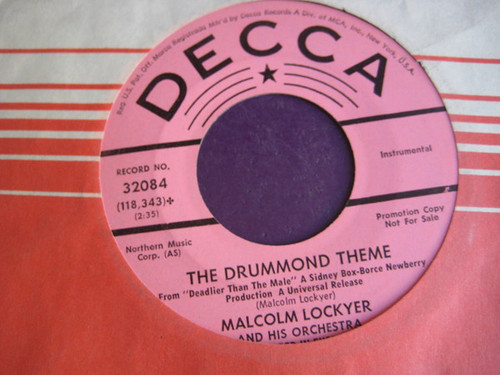 Reg. U.S. Pat. Off. Marca Registrada Mfr'd by Decca Records A Div. of MCA, Inc. New York, U.S.A.
DECCA
RECORD NO.
32084
(118,343)✢
(2:35)
Instrumental
Promotion Copy
Not For Sale
Northern Music
Corp. (AS)
THE DRUMMOND THEME
From "Deadlier Than The Male" A Sidney Box-Borce Newberry
Production A Universal Release
(Malcolm Lockyer)
MALCOLM LOCKYER
AND HIS ORCHESTRA